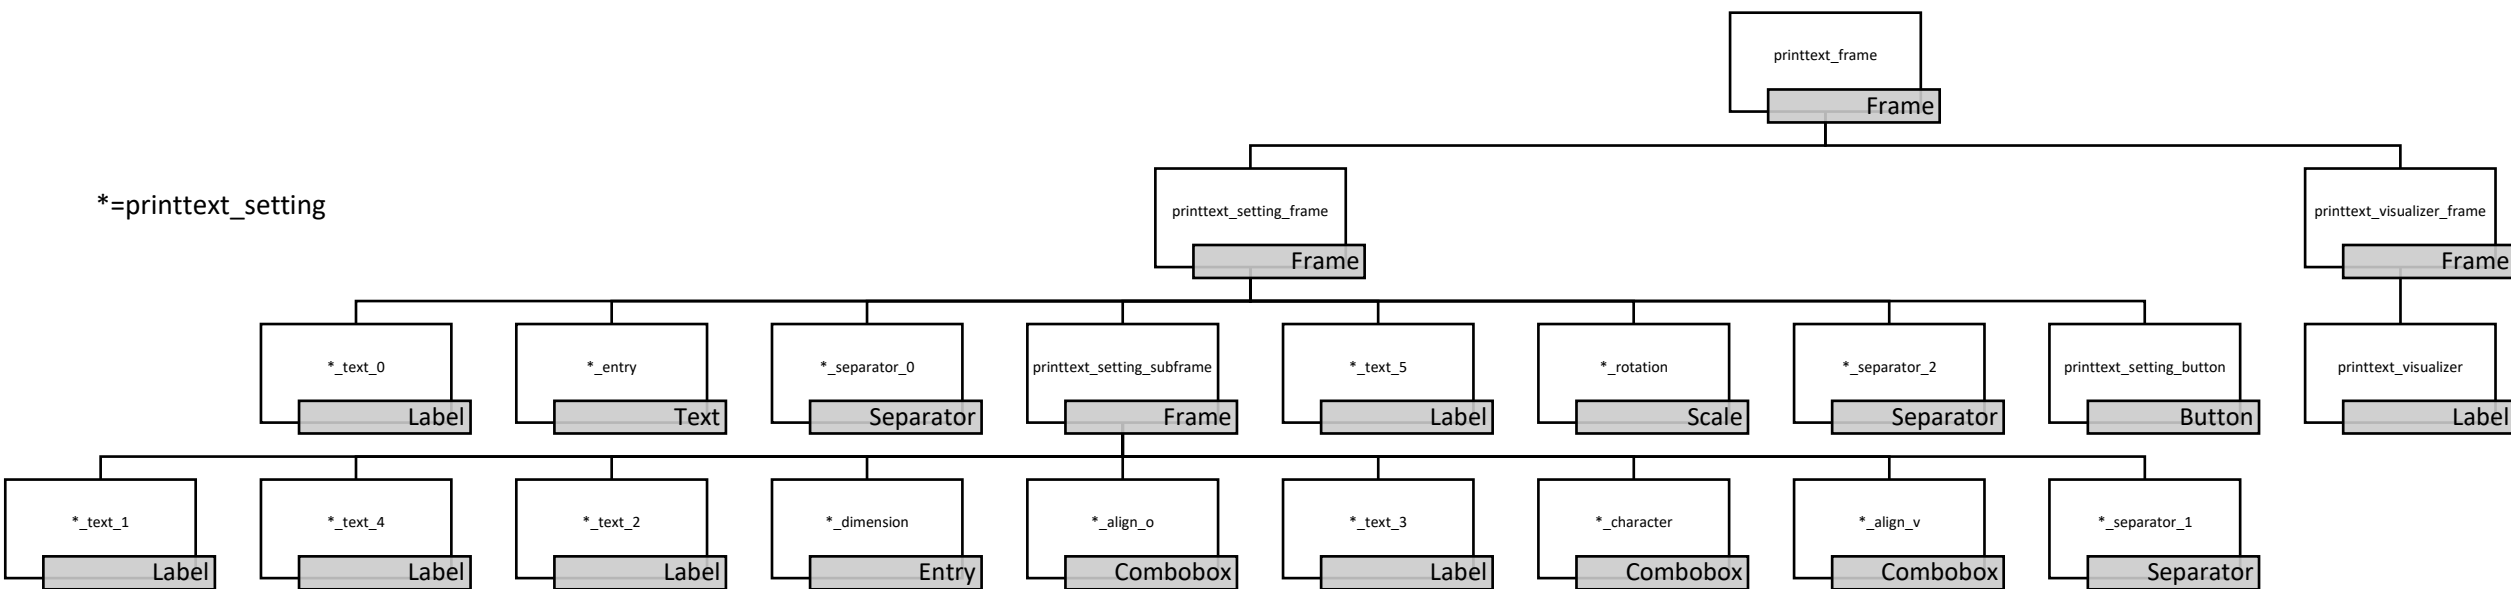 printtext_frame
Frame
*=printtext_setting
printtext_setting_frame
Frame
printtext_visualizer_frame
Frame
*_text_0
Label
*_entry
Text
*_separator_0
Separator
printtext_setting_subframe
Frame
*_text_5
Label
*_rotation
Scale
*_separator_2
Separator
printtext_setting_button
Button
printtext_visualizer
Label
*_text_1
Label
*_text_4
Label
*_text_2
Label
*_dimension
Entry
*_align_o
Combobox
*_text_3
Label
*_character
Combobox
*_align_v
Combobox
*_separator_1
Separator